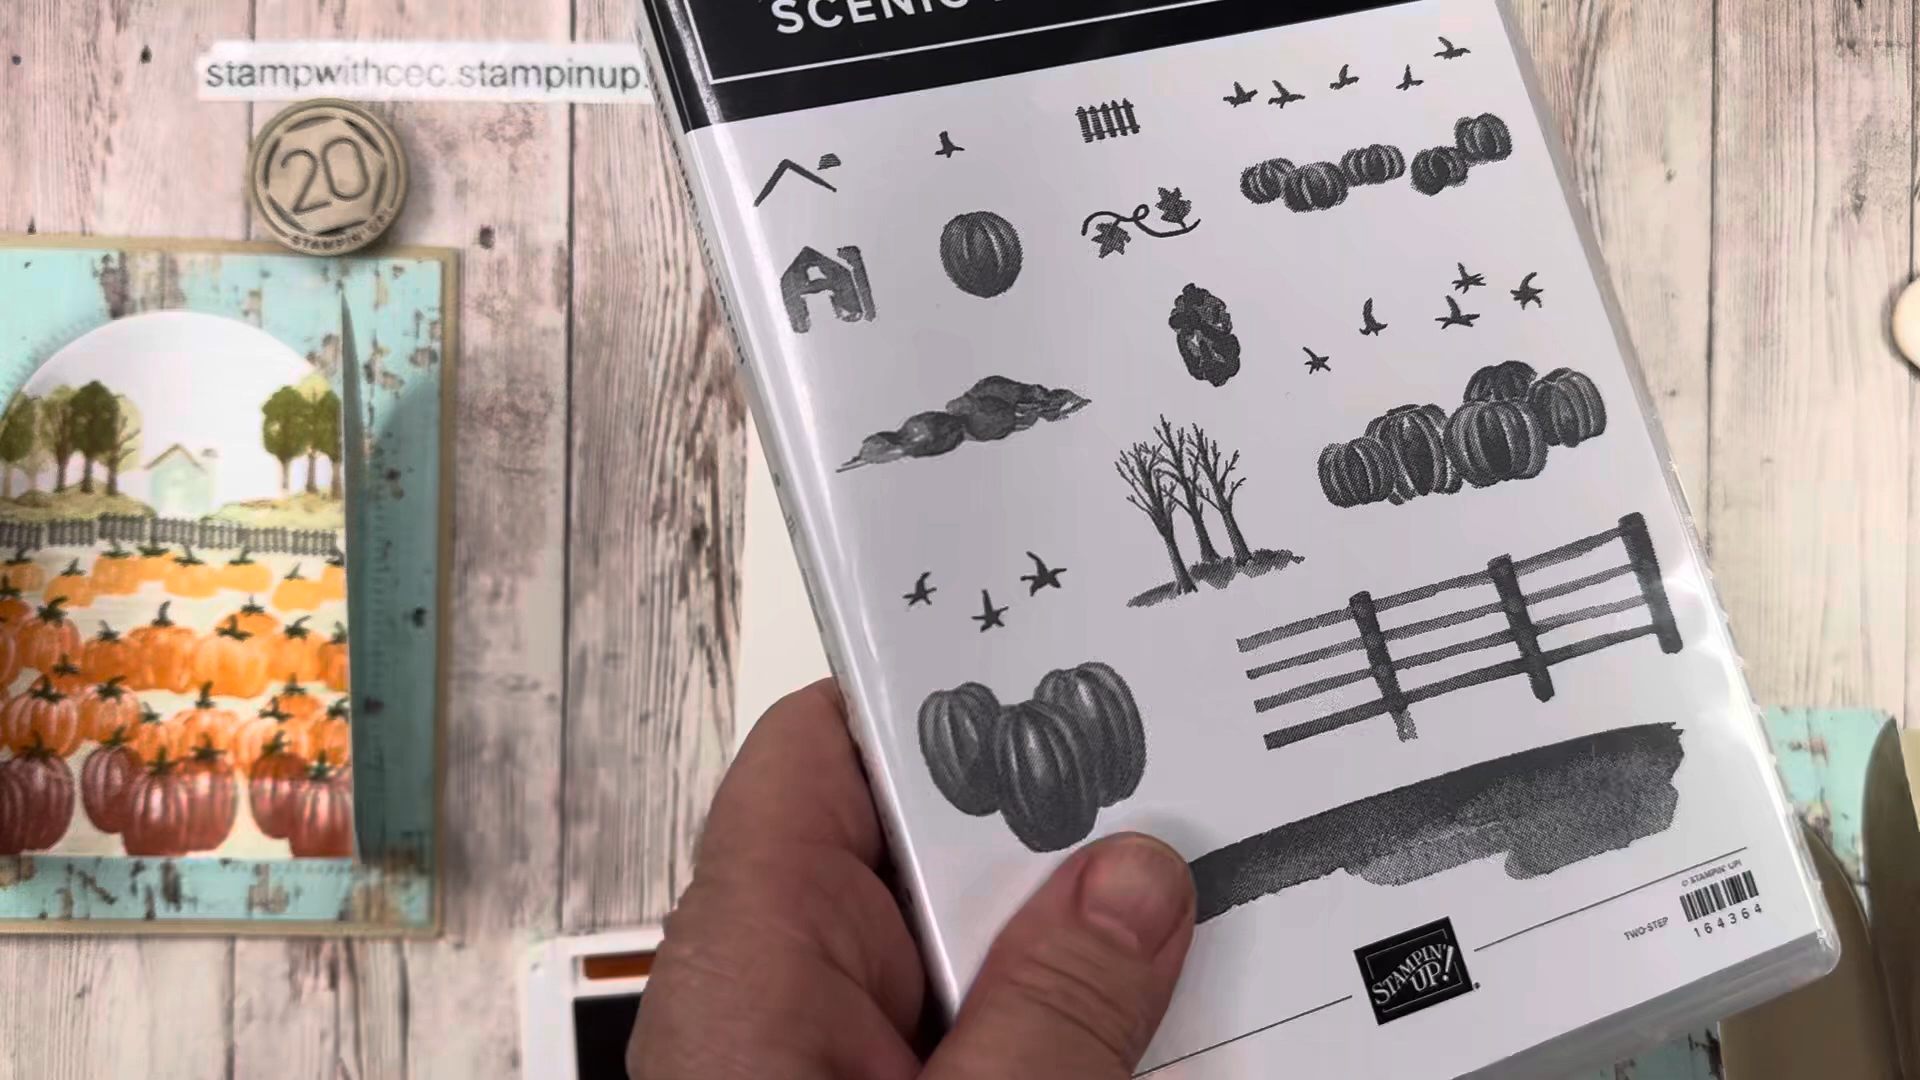 SCENIC
stampwithcec.stampinup.
20
STAMPIN' UP!
© STAMPIN' UP!
TWO-STEP
164364
STAMPIN'
UP!